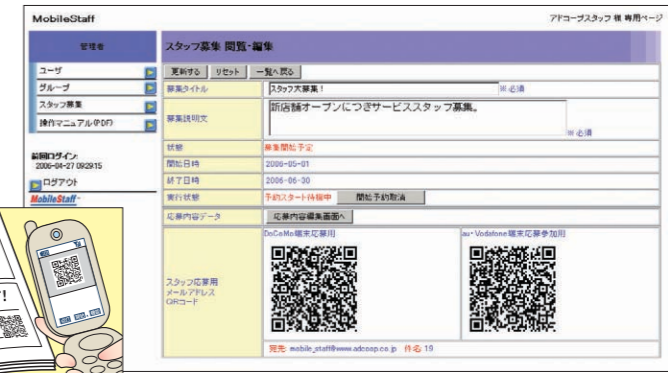 MobileStaff
アドコープスタッフ 様 専用ページ
管理者
スタッフ募集 閲覧・編集
ユーザ
グループ
スタッフ募集
操作マニュアル(PDF)
前回ログイン:
2006-04-27 09:29:15
ログアウト
MobileStaff
更新する リセット 一覧へ戻る
募集タイトル スタッフ大募集! ※必須
募集説明文 新店舗オープンにつきサービススタッフ募集。 ※必須
状態 募集開始予定
開始日時 2006-05-01
終了日時 2006-06-30
実行状態 予約スタート待機中 開始予約取消
応募内容データ 応募内容編集画面へ
スタッフ応募用
メールアドレス
QRコード
DoCoMo端末応募用
au・Vodafone端末応募参加用
宛先: mobile_staff@www.adcoop.co.jp 件名: 19
!